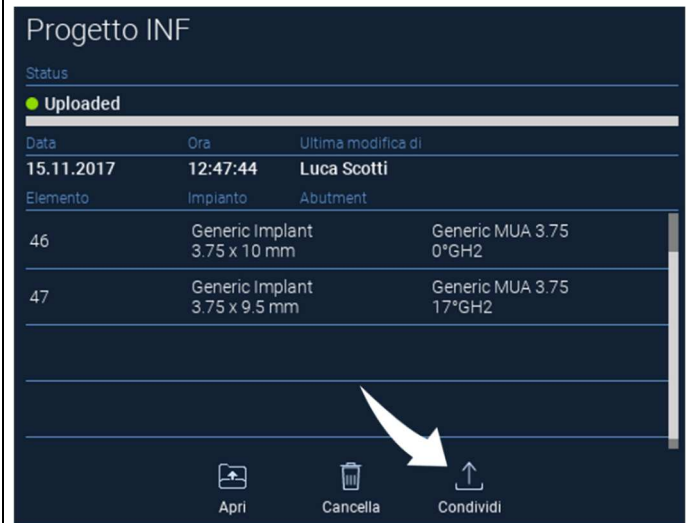 Progetto INF
Status
Uploaded
Data Ora Ultima modifica di
15.11.2017 12:47:44 Luca Scotti
Elemento Impianto Abutment
46 Generic Implant Generic MUA 3.75
3.75 x 10 mm 0°GH2
47 Generic Implant Generic MUA 3.75
3.75 x 9.5 mm 17°GH2
Apri Cancella Condividi